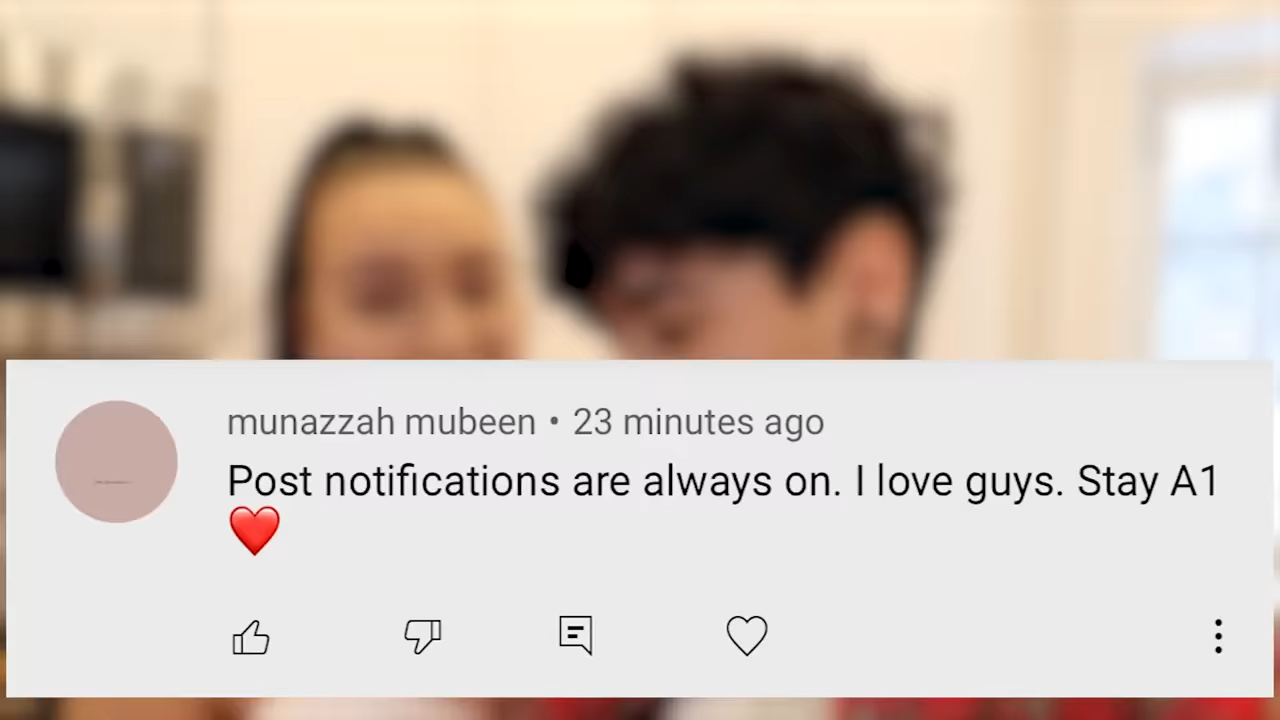 munazzah mubeen • 23 minutes ago
Post notifications are always on. I love guys. Stay A1
❤️